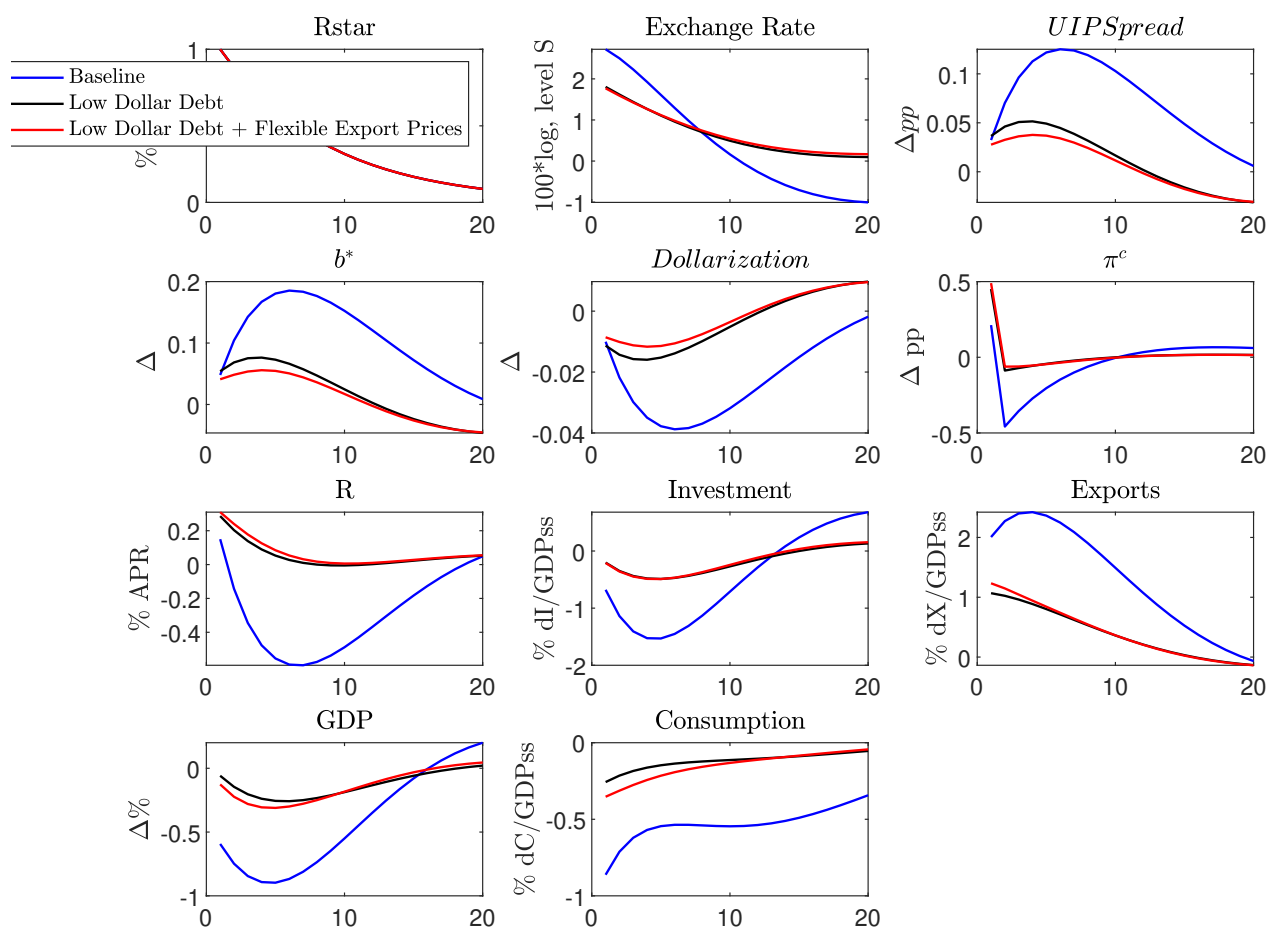 Rstar
1
%
0
0
10
20
Baseline
Low Dollar Debt
Low Dollar Debt + Flexible Export Prices
Exchange Rate
100*log, level S
2
1
0
-1
0
10
20
UIPSpread
Δpp
0.1
0.05
0
0
10
20
b*
Δ
0.2
0.1
0
0
10
20
Dollarization
Δ
0
-0.02
-0.04
0
10
20
π^c
Δ pp
0.5
0
-0.5
0
10
20
R
% APR
0.2
0
-0.2
-0.4
0
10
20
Investment
% dI/GDPss
0
-1
-2
0
10
20
Exports
% dX/GDPss
2
1
0
0
10
20
GDP
Δ%
0
-0.5
-1
0
10
20
Consumption
% dC/GDPss
0
-0.5
-1
0
10
20